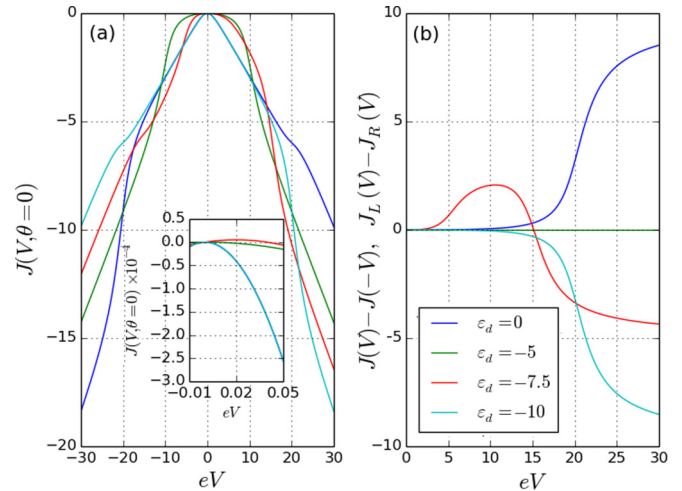 (a)
0
−5
−10
−15
−20
J(V,θ=0)
−30 −20 −10 0 10 20 30
eV
0.5
0.0
−0.5
−1.0
−1.5
−2.0
−2.5
−3.0
J(V,θ=0) ×10⁻⁴
−0.01 0.02 0.05
eV
(b)
10
5
0
−5
−10
J(V)−J(−V), J_L(V)−J_R(V)
0 5 10 15 20 25 30
eV
ε_d=0
ε_d=−5
ε_d=−7.5
ε_d=−10